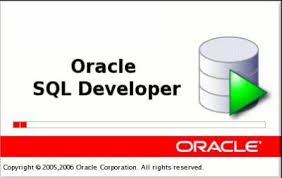 Oracle
SQL Developer
ORACLE
Copyright © 2005,2006 Oracle Corporation. All rights reserved.